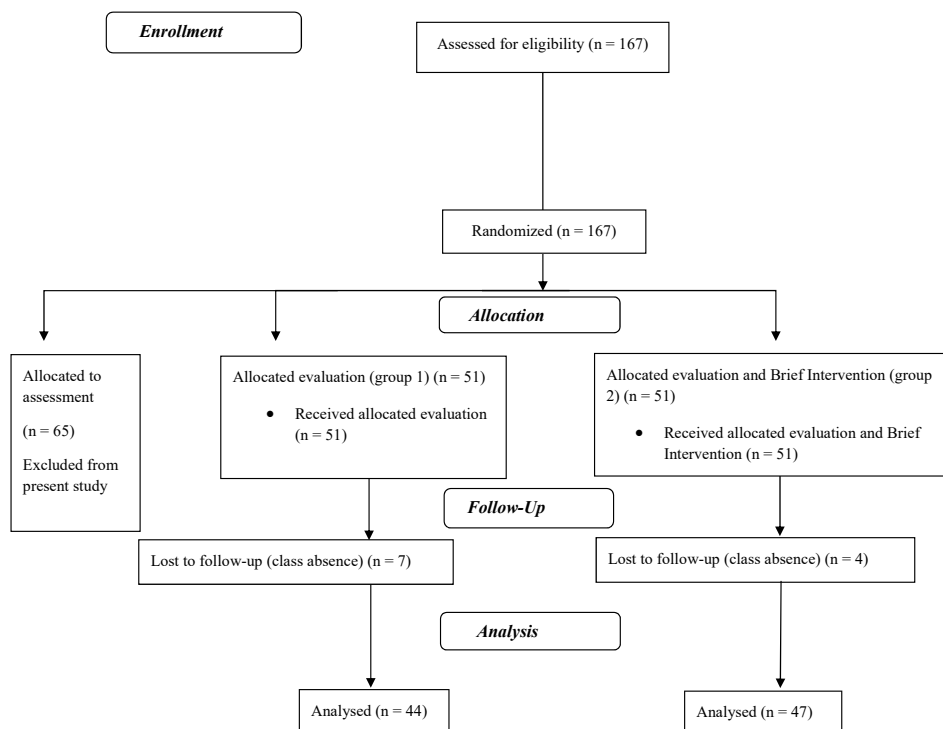 Enrollment
Assessed for eligibility (n = 167)
Randomized (n = 167)
Allocation
Allocated to
assessment
(n = 65)
Excluded from
present study
Allocated evaluation (group 1) (n = 51)
● Received allocated evaluation
(n = 51)
Allocated evaluation and Brief Intervention (group
2) (n = 51)
● Received allocated evaluation and Brief
Intervention (n = 51)
Follow-Up
Lost to follow-up (class absence) (n = 7)
Lost to follow-up (class absence) (n = 4)
Analysis
Analysed (n = 44)
Analysed (n = 47)